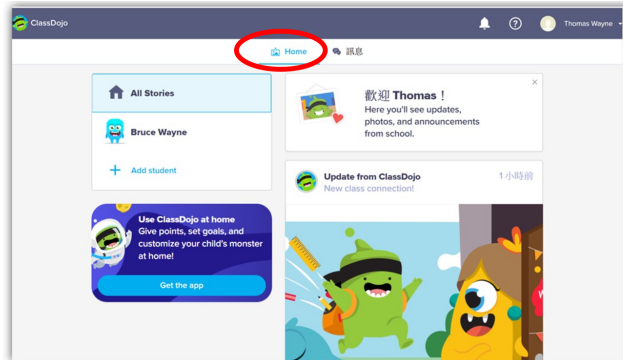 ClassDojo
Thomas Wayne
Home
訊息
All Stories
Bruce Wayne
Add student
Use ClassDojo at home
Give points, set goals, and
customize your child's monster
at home!
Get the app
歡迎 Thomas！
Here you'll see updates,
photos, and announcements
from school.
Update from ClassDojo
1 小時前
New class connection!